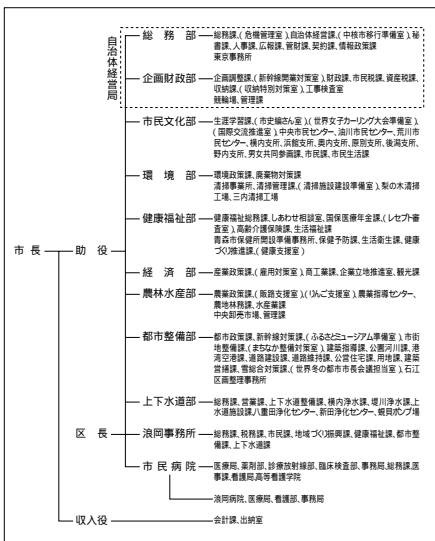 自治体経営局
総務部 総務課、(危機管理室)、自治体経営課、(中核市移行準備室)、秘
書課、人事課、広報課、管財課、契約課、情報政策課
東京事務所
企画財政部 企画調整課、(新幹線開業対策室)、財政課、市民税課、資産税課、
収納課、(収納特別対策室)、工事検査室
競輪場、管理課
市民文化部 生涯学習課、(市史編さん室)、(世界女子カーリング大会準備室)、
(国際交流推進室)、中央市民センター、油川市民センター、荒川市
民センター、横内支所、浜館支所、奥内支所、原別支所、後潟支所、
野内支所、男女共同参画課、市民課、市民生活課
環境部 環境政策課、廃棄物対策課
清掃事業所、清掃管理課、(清掃施設建設準備室)、梨の木清掃
工場、三内清掃工場
健康福祉部 健康福祉総務課、しあわせ相談室、国保医療年金課、(レセプト審
査室)、高齢介護保険課、生活福祉課
青森市保健所開設準備事務所、保健予防課、生活衛生課、健康
づくり推進課、(健康支援室)
市長 助役
経済部 産業政策課、(雇用対策室)、商工業課、企業立地推進室、観光課
農林水産部 農業政策課、(販路支援室)、(りんご支援室)、農業指導センター、
農地林務課、水産業課
中央卸売市場、管理課
都市整備部 都市政策課、新幹線対策課、(ふるさとミュージアム準備室)、市街
地整備課、(まちなか整備対策室)、建築指導課、公園河川課、港
湾空港課、道路建設課、道路維持課、公営住宅課、用地課、建築
営繕課、雪総合対策課、(世界冬の都市市長会議担当室)、石江
区画整理事務所
上下水道部 総務課、営業課、上下水道整備課、横内浄水課、堤川浄水課、上
水道施設課、八重田浄化センター、新田浄化センター、蜆貝ポンプ場
区長 浪岡事務所 総務課、税務課、市民課、地域づくり振興課、健康福祉課、都市整
備課、上下水道課
市民病院 医療局、薬剤部、診療放射線部、臨床検査部、事務局、総務課、医
事課、看護局、高等看護学院
浪岡病院、医療局、看護部、事務局
収入役 会計課、出納室